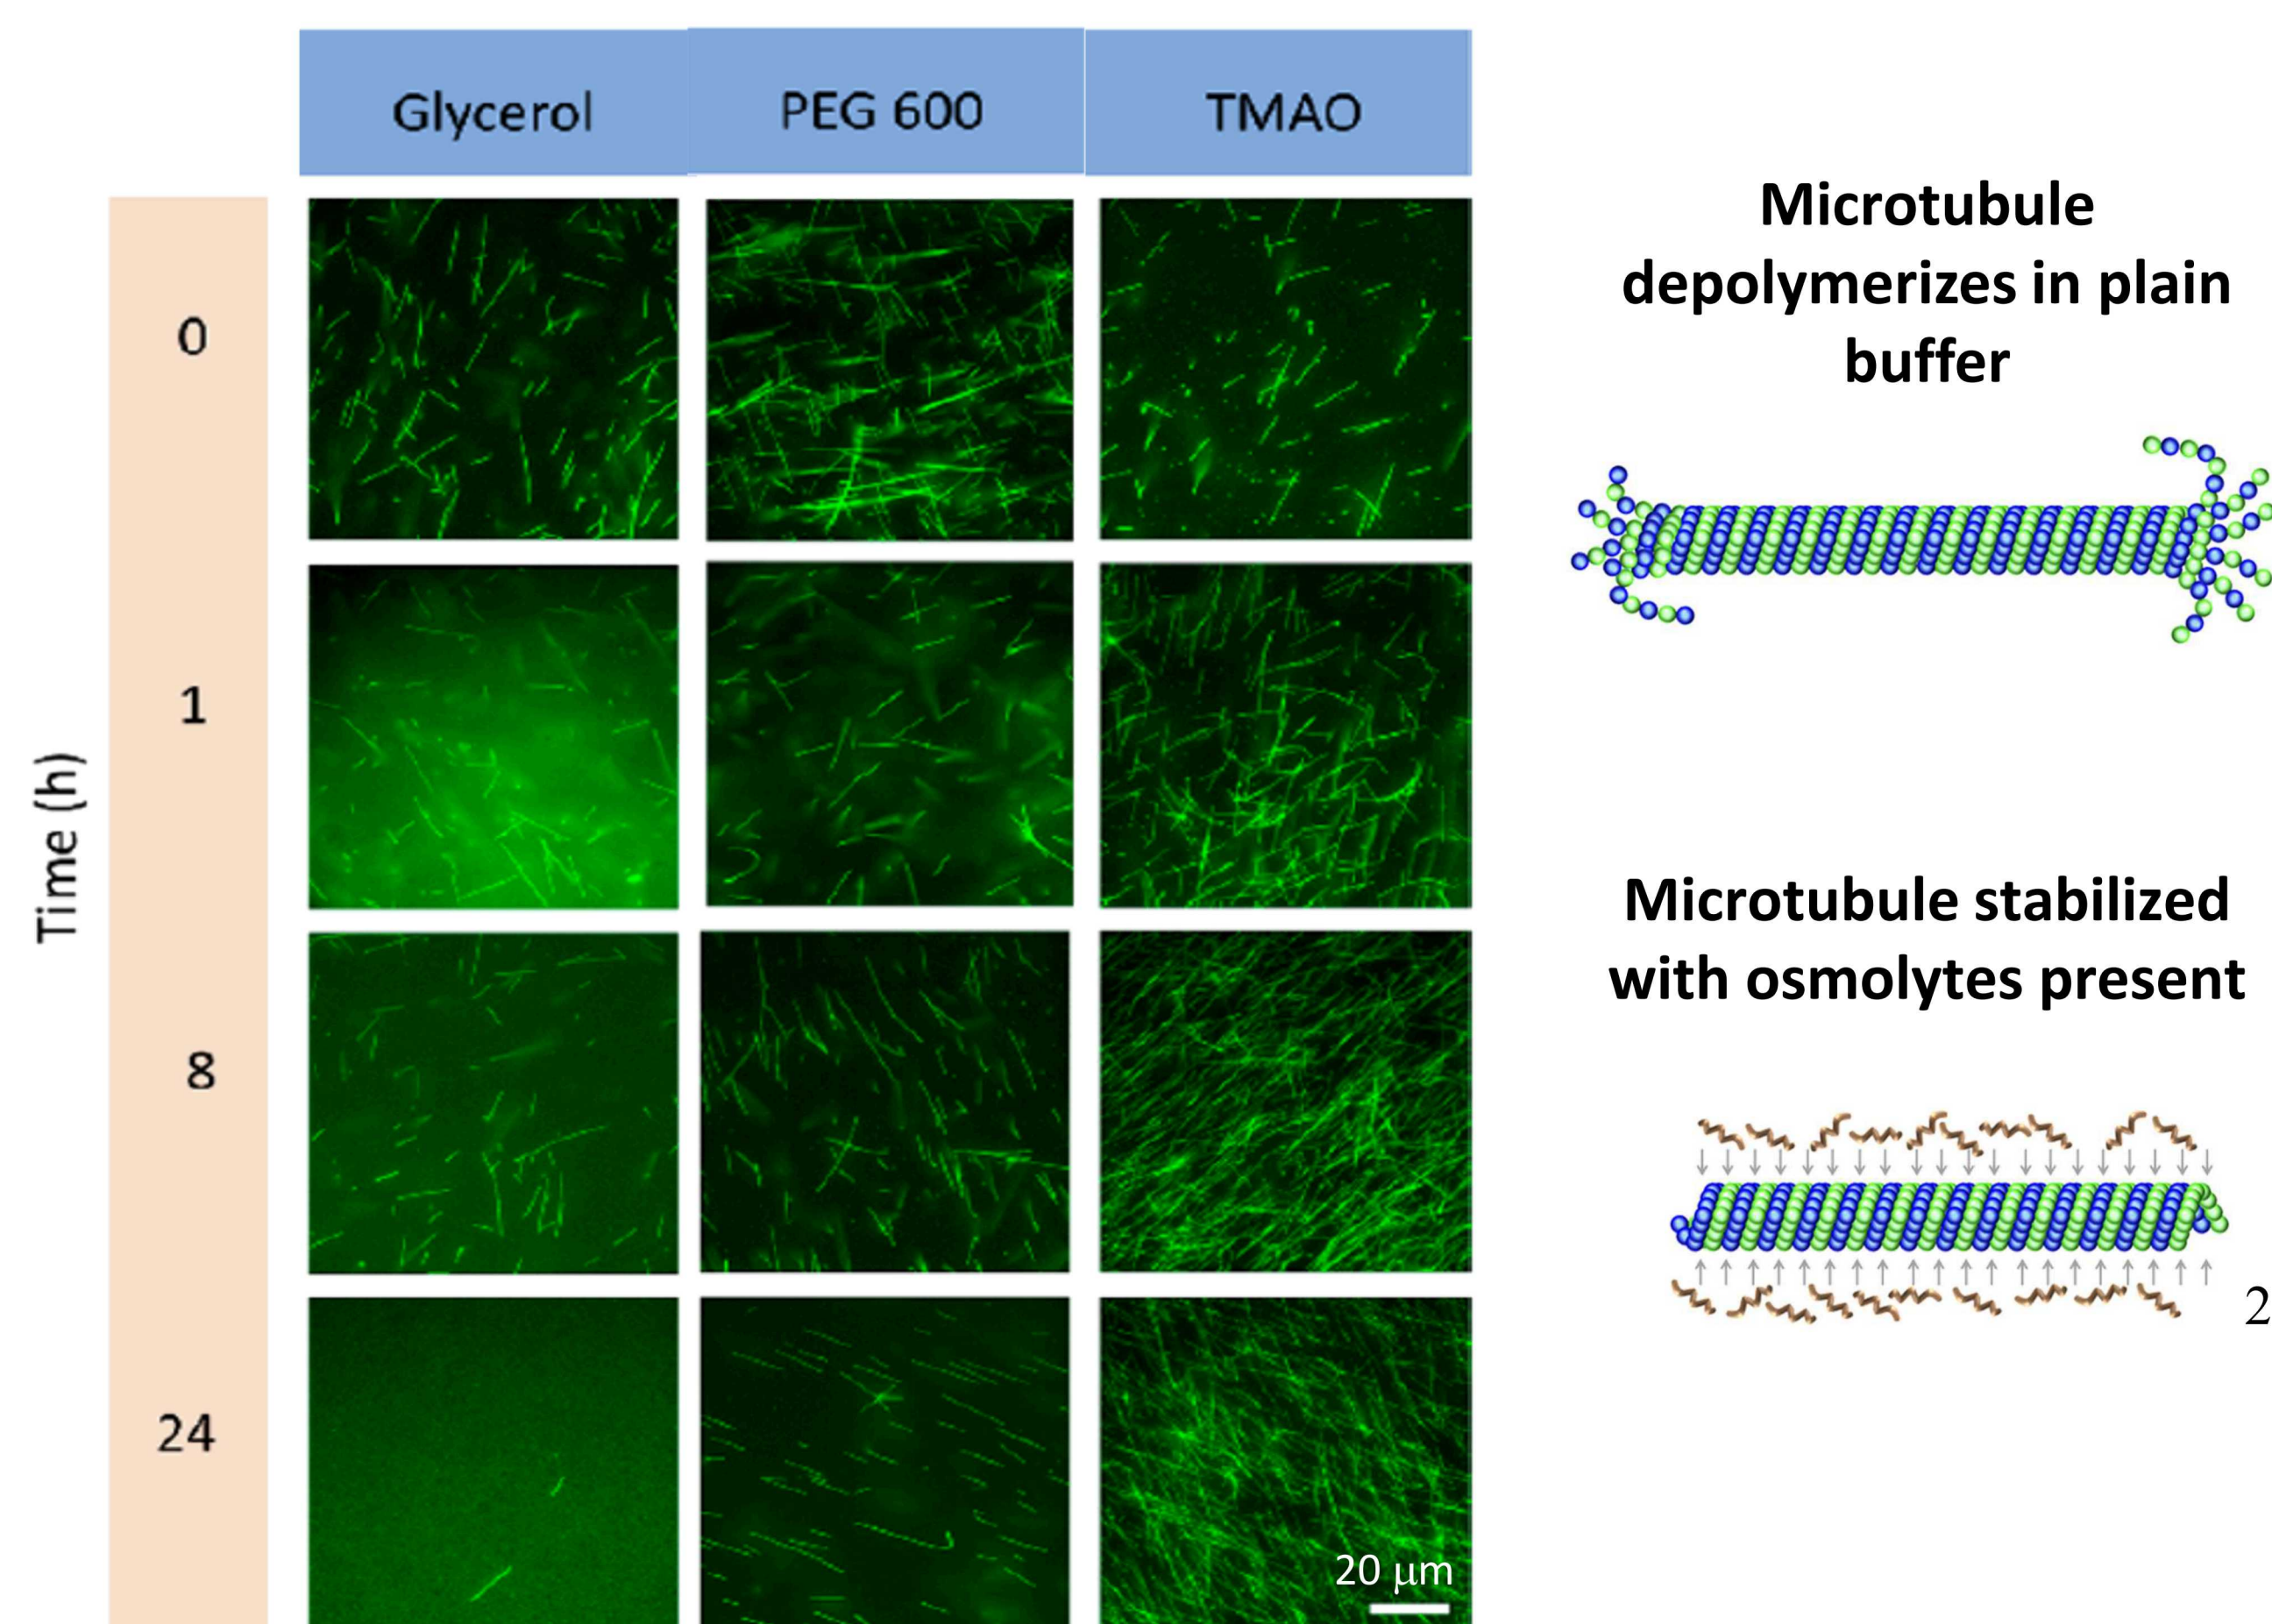 Glycerol PEG 600 TMAO
Time (h)
0
1
8
24
20 μm
Microtubule
depolymerizes in plain
buffer
Microtubule stabilized
with osmolytes present
2